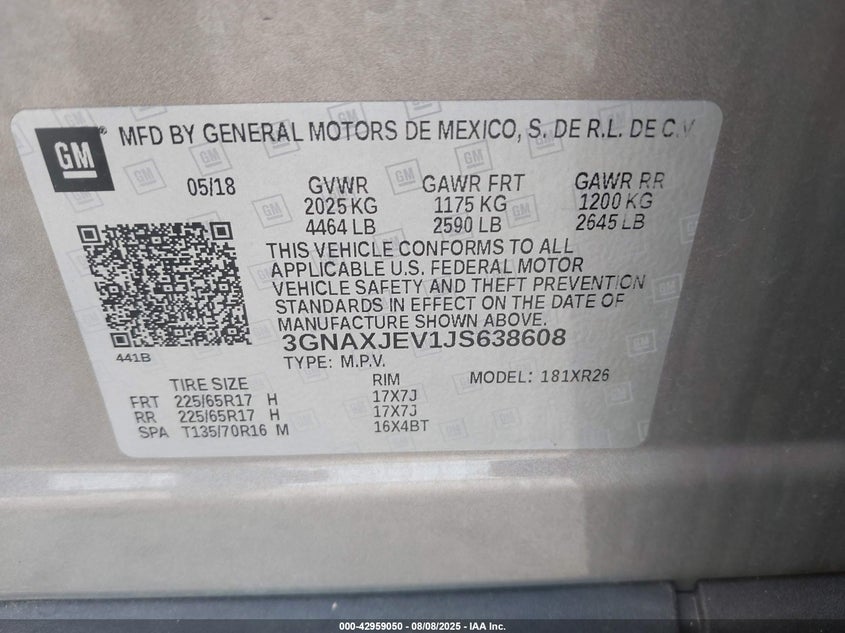 GM
MFD BY GENERAL MOTORS DE MEXICO, S. DE R.L. DE C.V.
05/18 GVWR GAWR FRT GAWR RR
2025 KG 1175 KG 1200 KG
4464 LB 2590 LB 2645 LB
THIS VEHICLE CONFORMS TO ALL
APPLICABLE U.S. FEDERAL MOTOR
VEHICLE SAFETY AND THEFT PREVENTION
STANDARDS IN EFFECT ON THE DATE OF
MANUFACTURE SHOWN ABOVE.
441B
3GNAXJEV1JS638608
TYPE: M.P.V.
TIRE SIZE RIM MODEL: 181XR26
FRT 225/65R17 H 17X7J
RR 225/65R17 H 17X7J
SPA T135/70R16 M 16X4BT
000-42959050 - 08/08/2025 - IAA Inc.